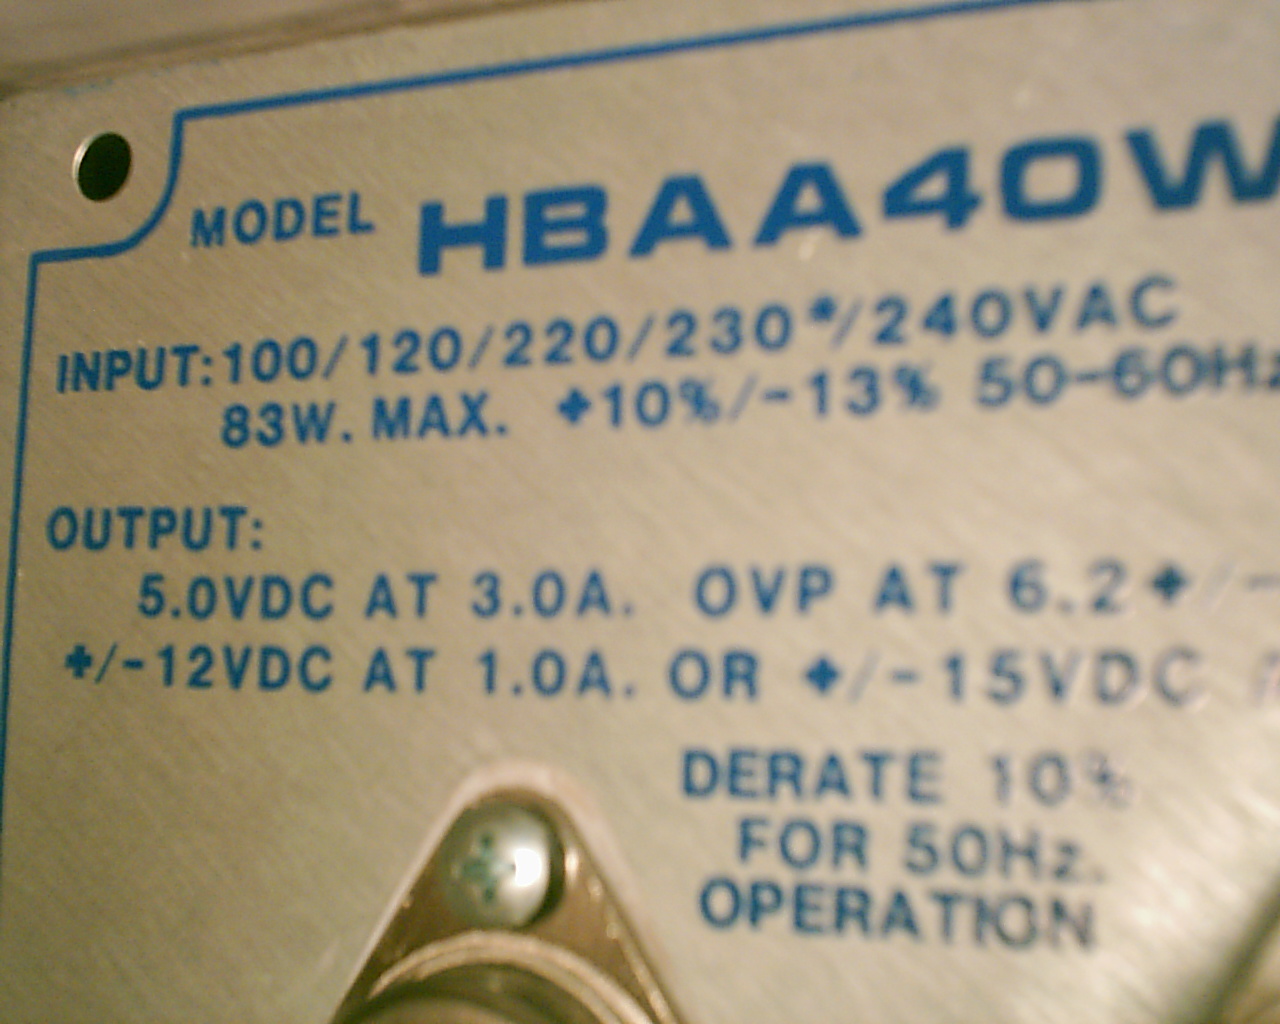 MODEL HBAA40W
INPUT: 100/120/220/230*/240VAC
83W. MAX. +10%/-13% 50-60Hz
OUTPUT:
5.0VDC AT 3.0A. OVP AT 6.2 +/-
+/-12VDC AT 1.0A. OR +/-15VDC
DERATE 10%
FOR 50Hz.
OPERATION